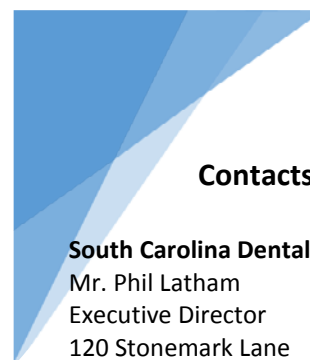 Contacts
South Carolina Dental
Mr. Phil Latham
Executive Director
120 Stonemark Lane